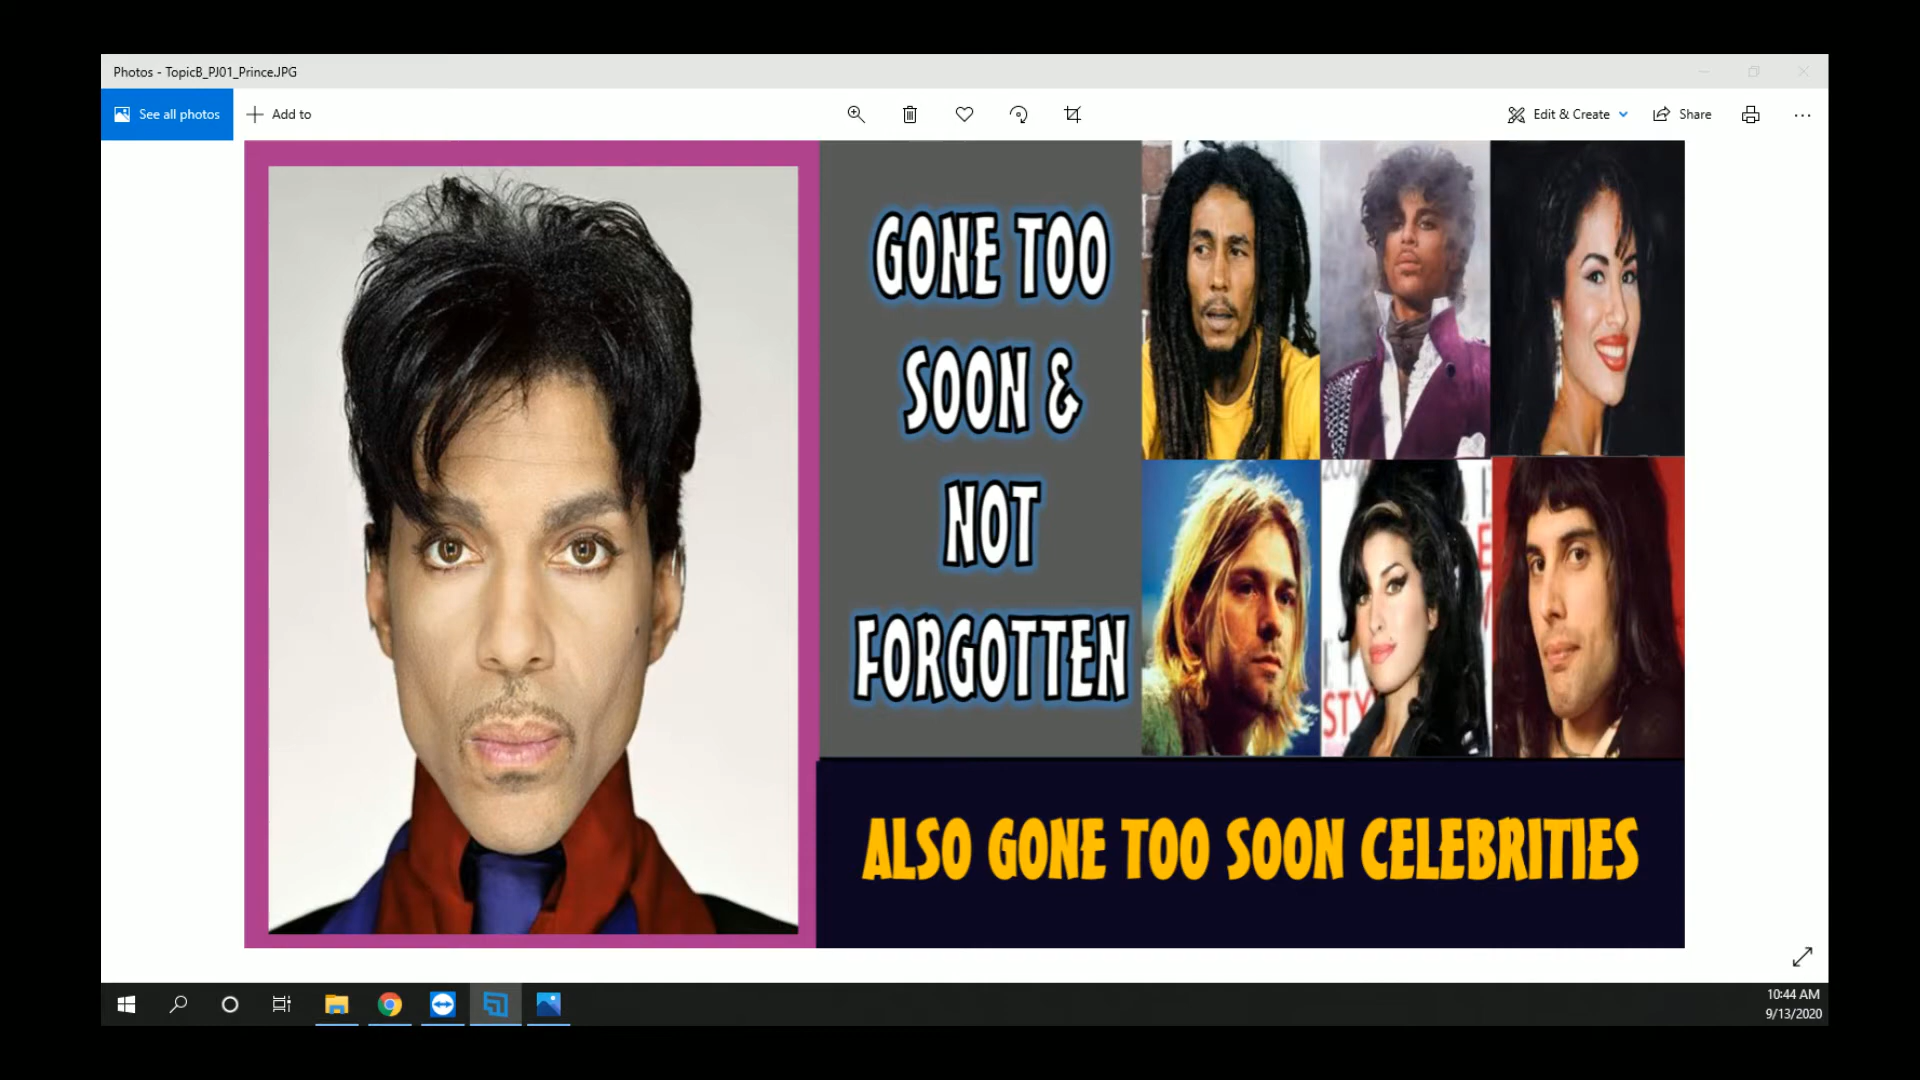 Photos - TopicB_PJ01_Prince.JPG
See all photos
Add to
Edit & Create
Share
GONE TOO
SOON &
NOT
FORGOTTEN
STY
ALSO GONE TOO SOON CELEBRITIES
10:44 AM
9/13/2020